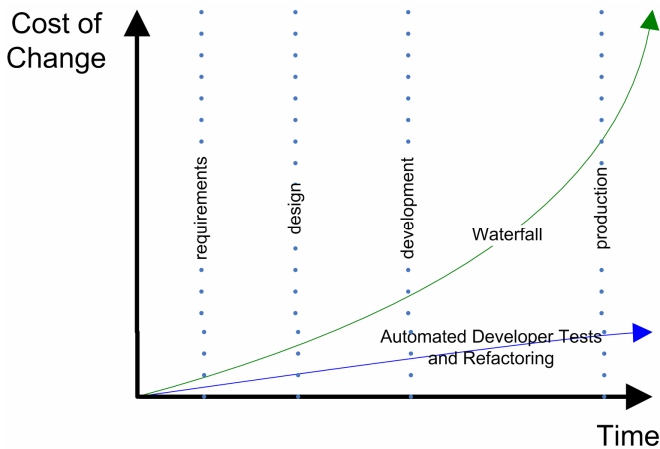 Cost of
Change
requirements
design
development
production
Waterfall
Automated Developer Tests
and Refactoring
Time